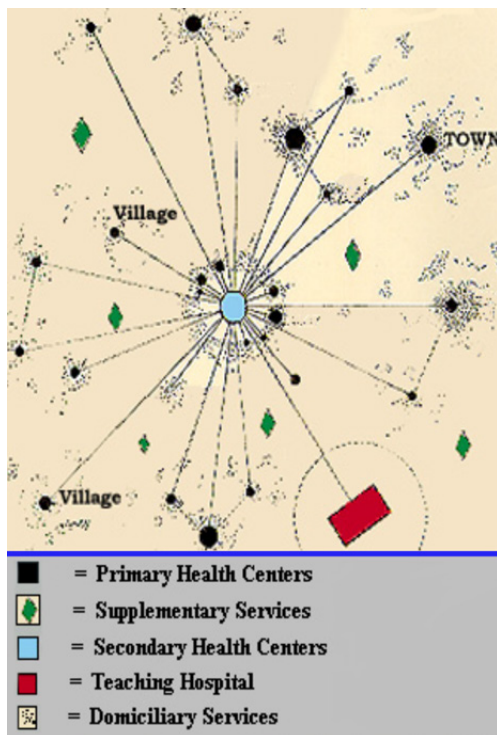 TOWN
Village
Village
= Primary Health Centers
= Supplementary Services
= Secondary Health Centers
= Teaching Hospital
= Domiciliary Services